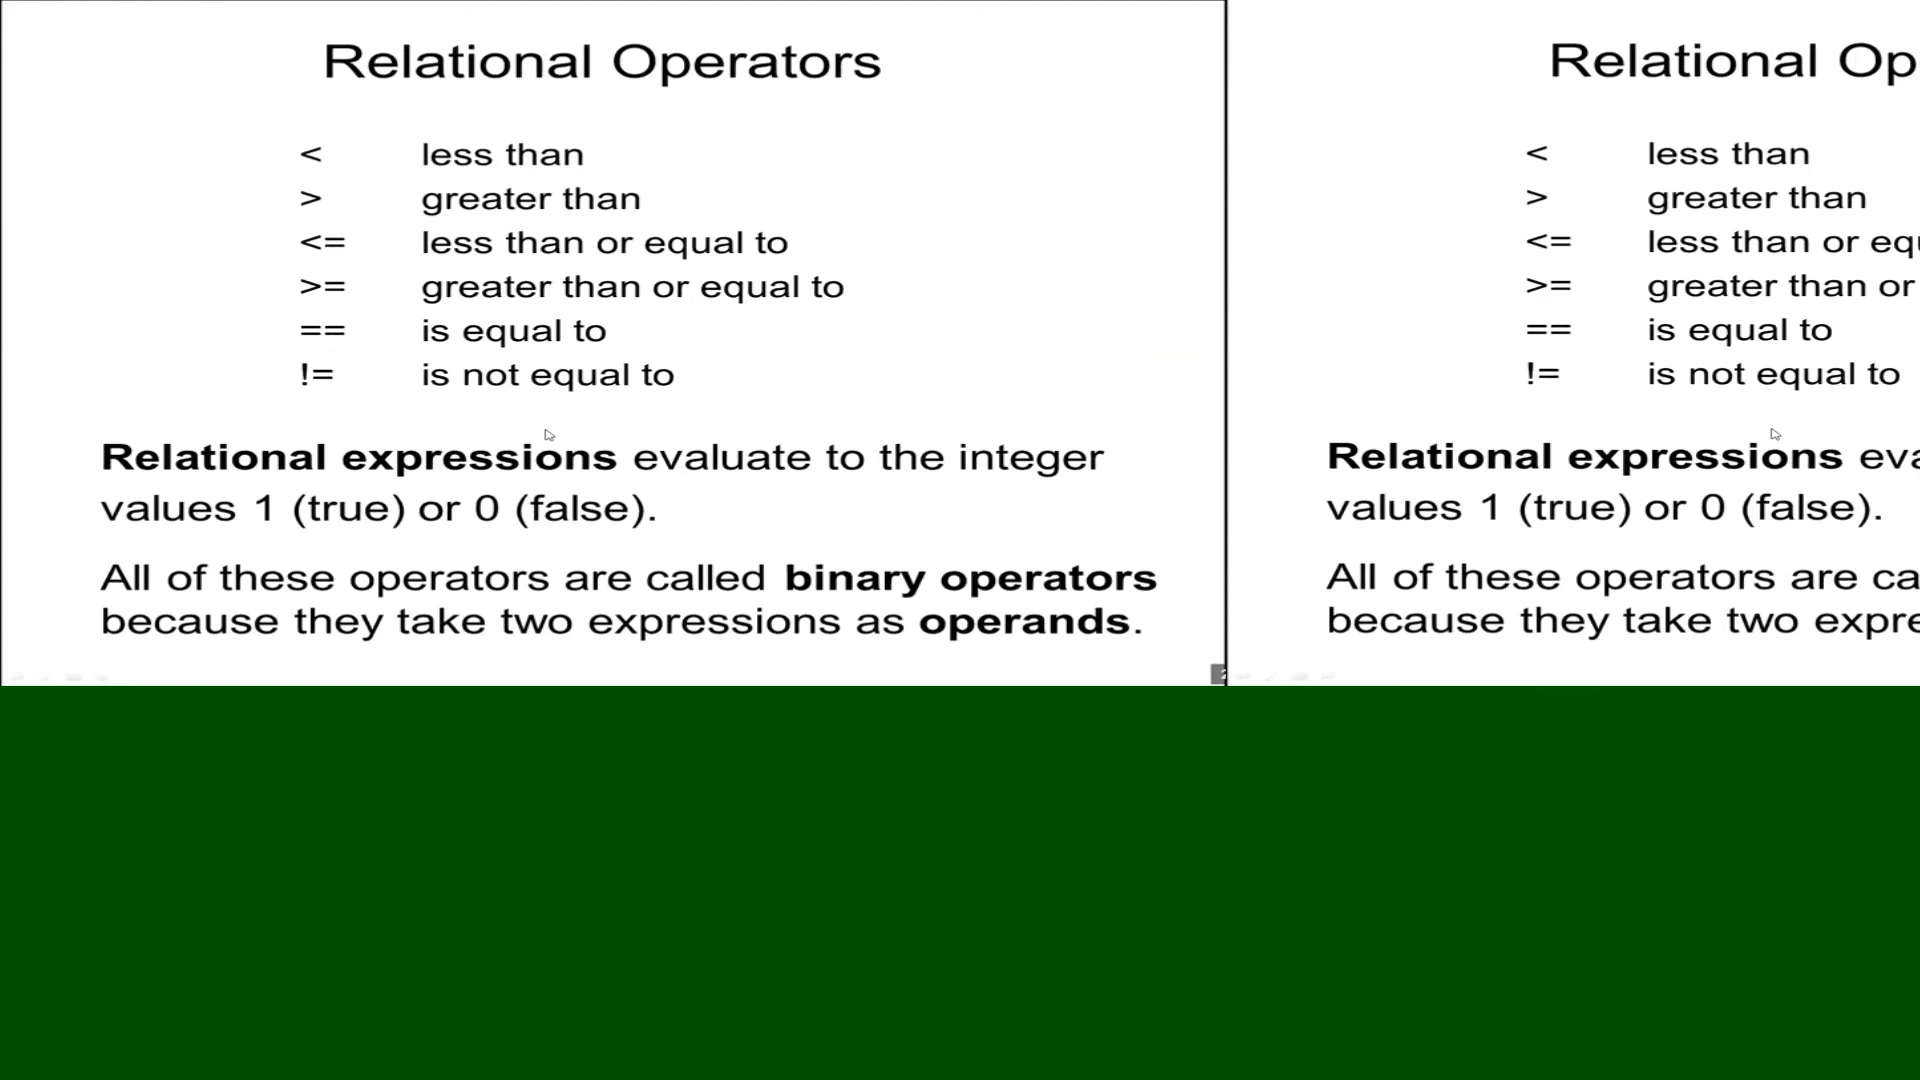 Relational Operators
< less than
> greater than
<= less than or equal to
>= greater than or equal to
== is equal to
!= is not equal to
Relational expressions evaluate to the integer
values 1 (true) or 0 (false).
All of these operators are called binary operators
because they take two expressions as operands.
Relational Op
< less than
> greater than
<= less than or equ
>= greater than or
== is equal to
!= is not equal to
Relational expressions eva
values 1 (true) or 0 (false).
All of these operators are ca
because they take two expre